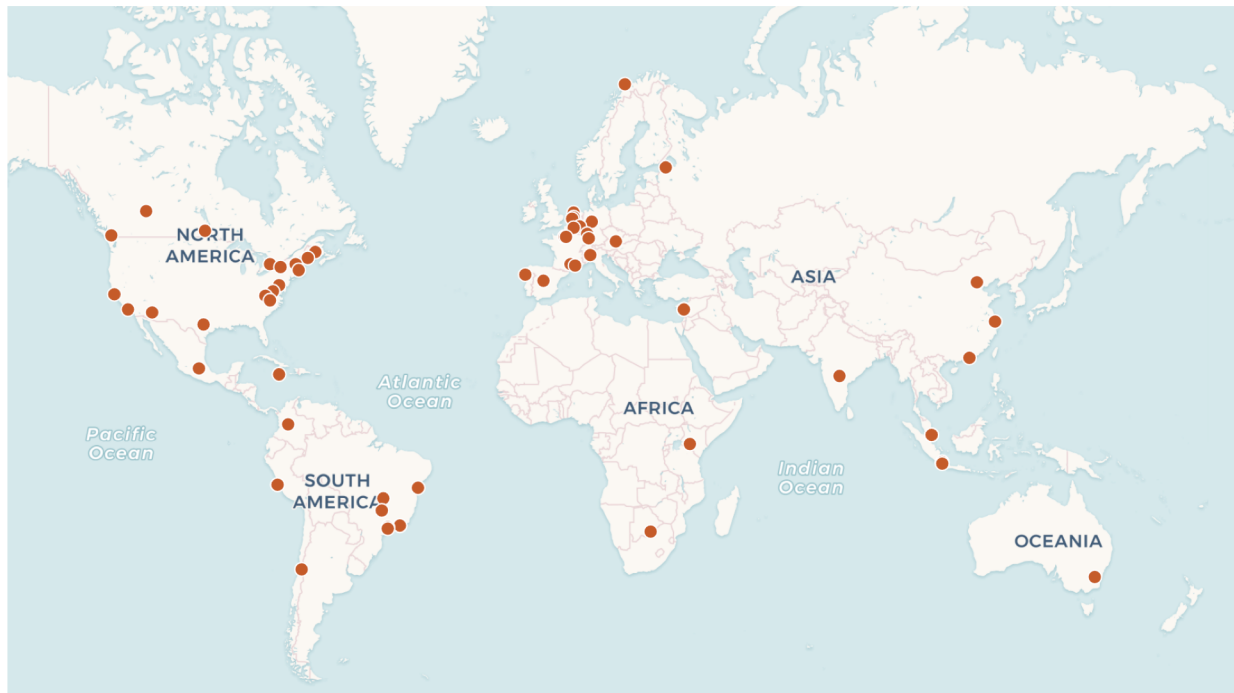 NORTH
AMERICA
ASIA
Atlantic
Ocean
AFRICA
Pacific
Ocean
Indian
Ocean
SOUTH
AMERICA
OCEANIA